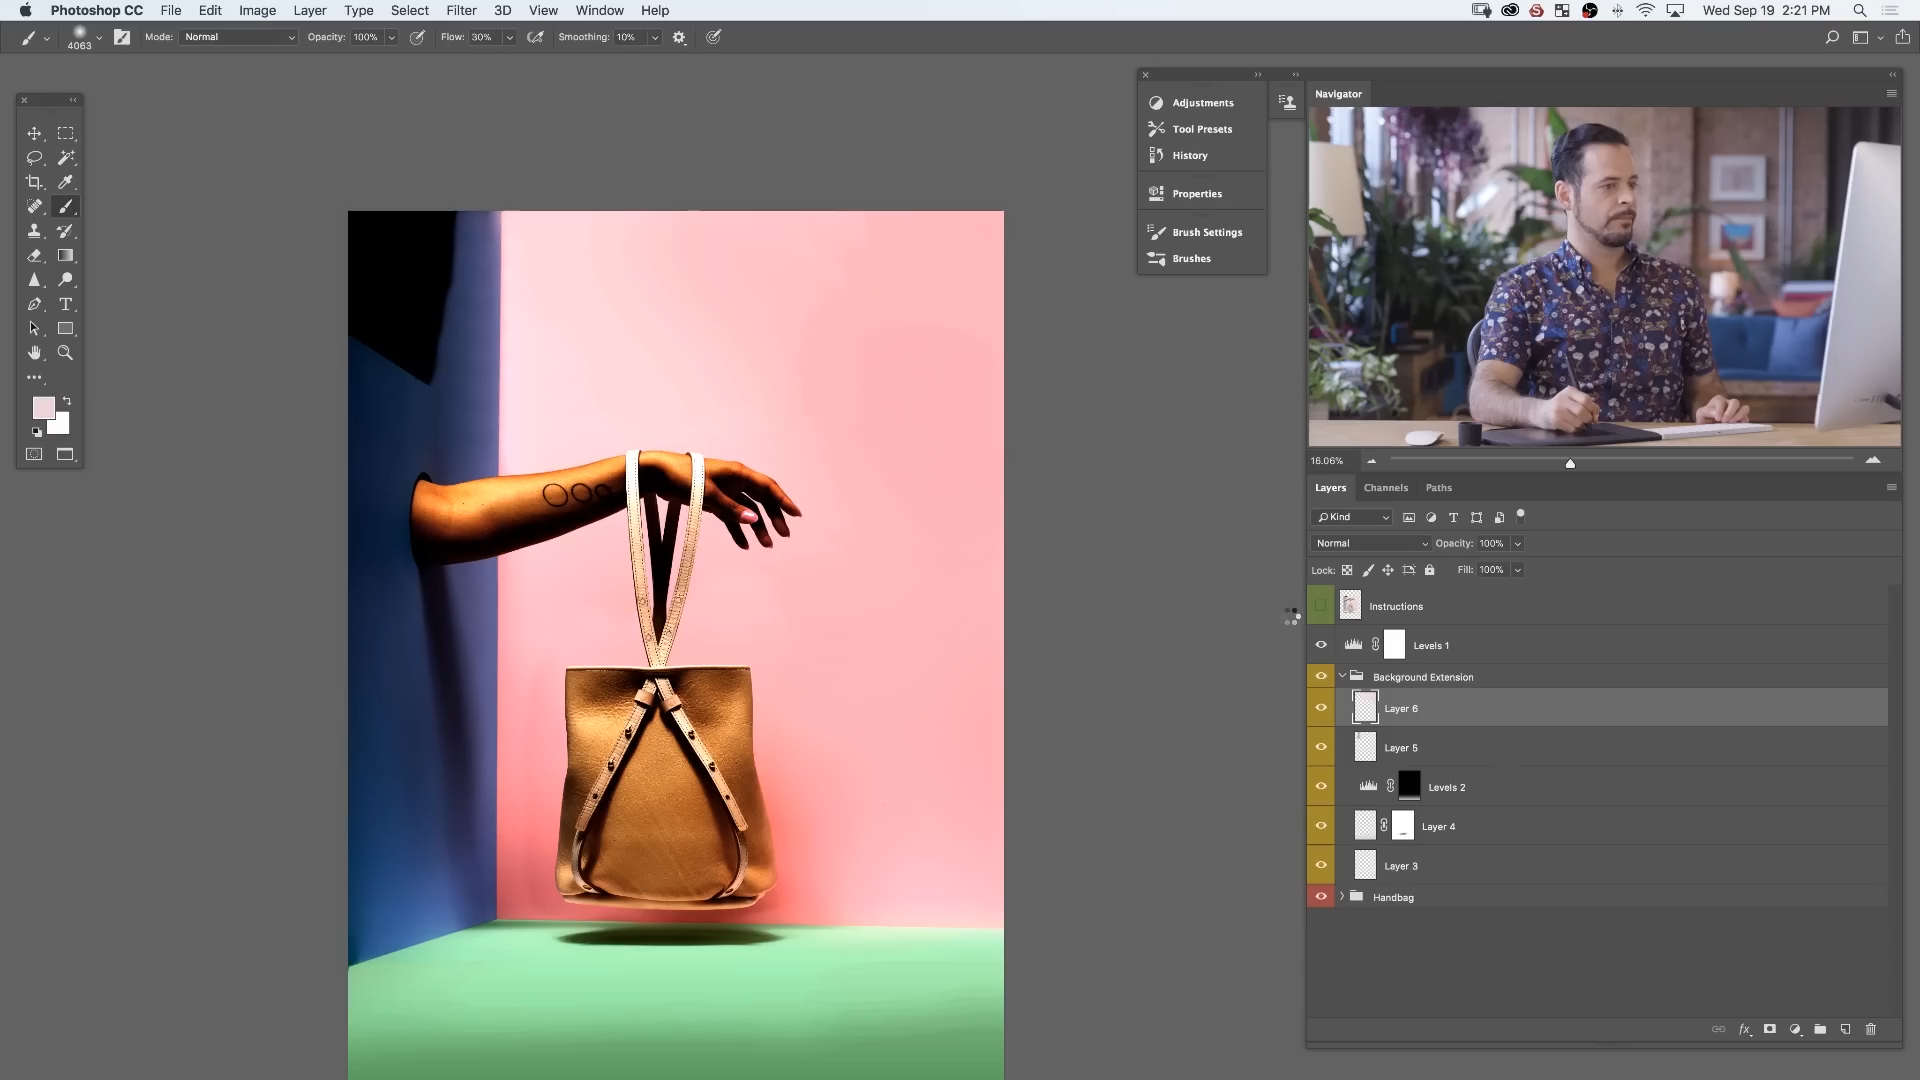 Photoshop CC File Edit Image Layer Type Select Filter 3D View Window Help Wed Sep 19 2:21 PM
4063 Mode: Normal Opacity: 100% Flow: 30% Smoothing: 10%
Adjustments
Tool Presets
History
Properties
Brush Settings
Brushes
Navigator
16.06%
Layers Channels Paths
Kind
Normal Opacity: 100%
Lock: Fill: 100%
Instructions
Levels 1
Background Extension
Layer 6
Layer 5
Levels 2
Layer 4
Layer 3
Handbag